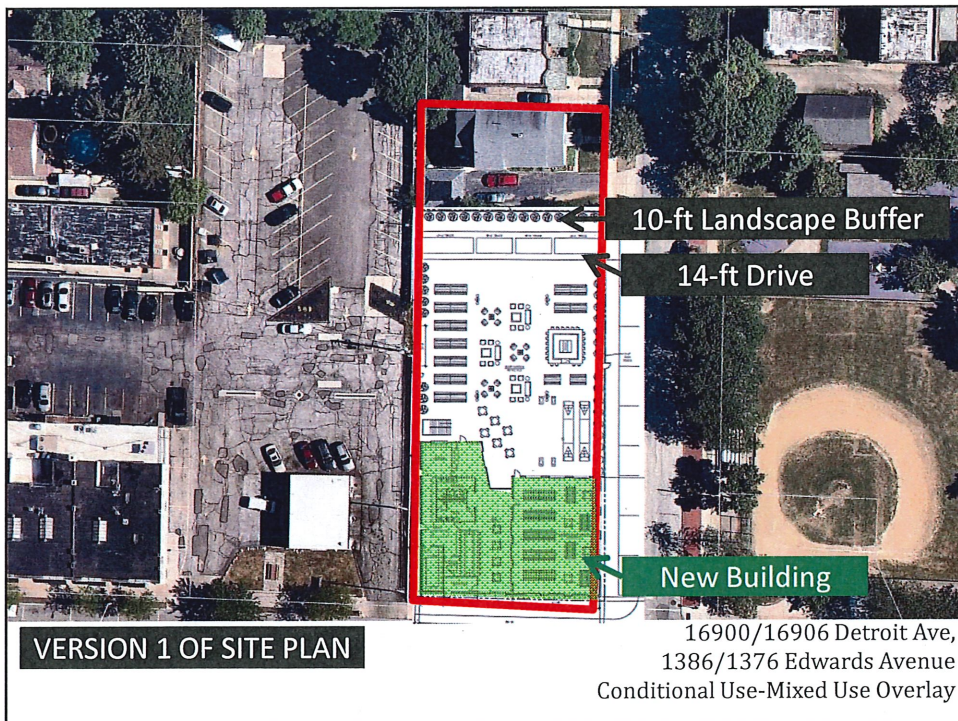 10-ft Landscape Buffer
14-ft Drive
New Building
VERSION 1 OF SITE PLAN
16900/16906 Detroit Ave,
1386/1376 Edwards Avenue
Conditional Use-Mixed Use Overlay